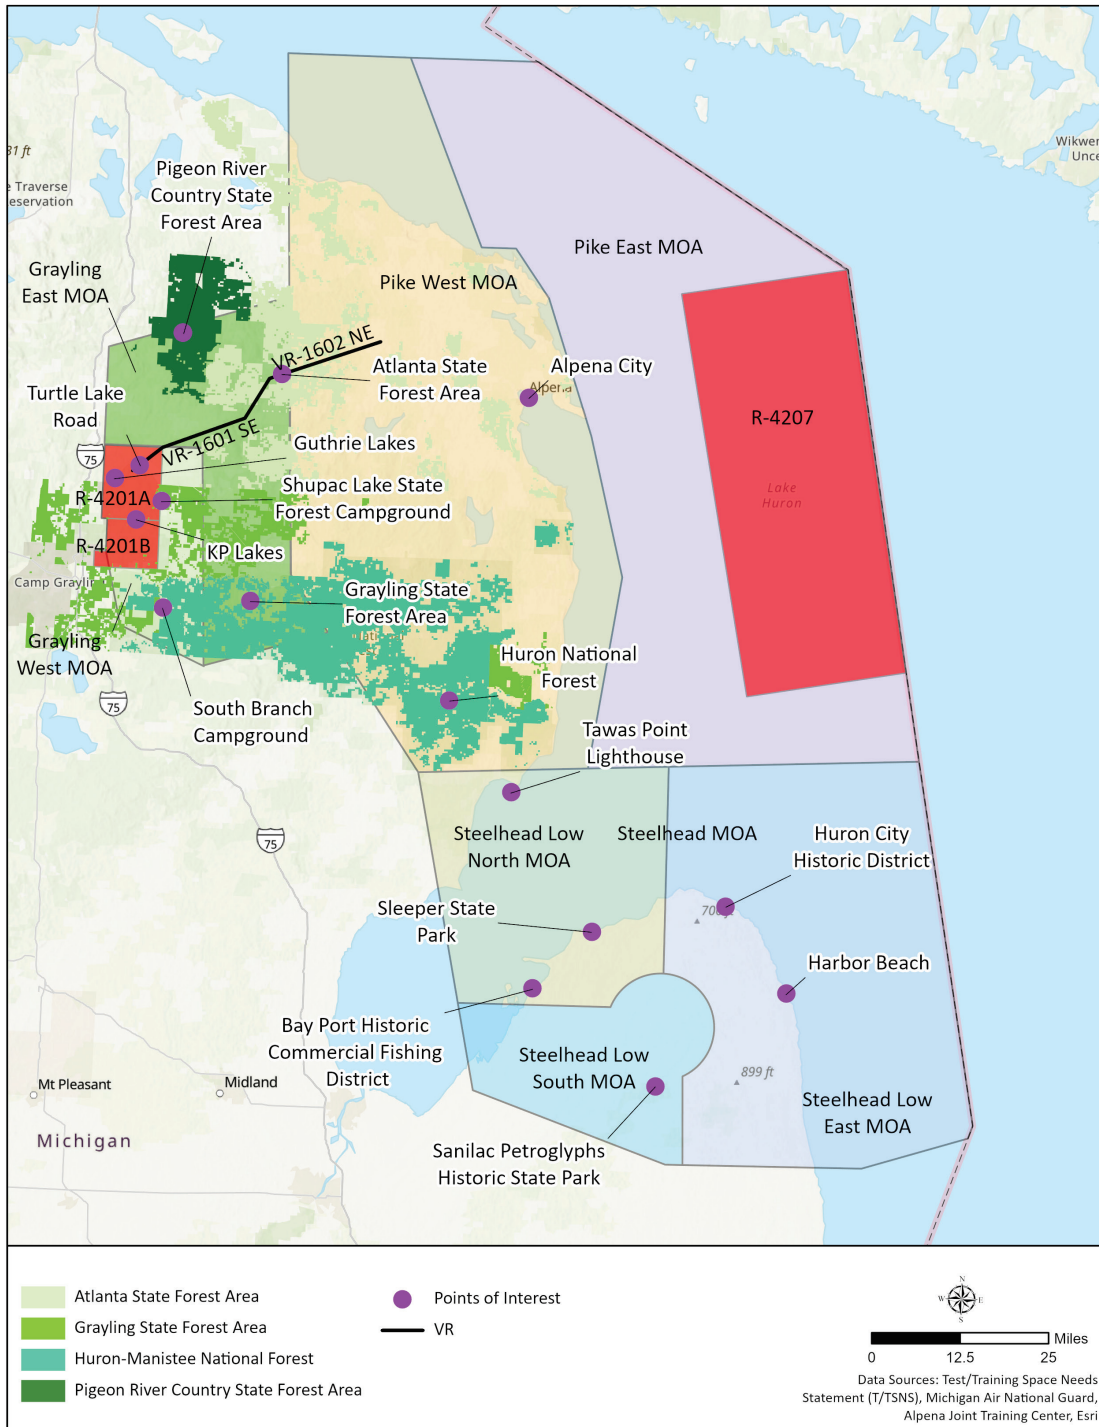 31 ft
Traverse
eservation
Wikwe
Unce
Pigeon River
Country State
Forest Area
Grayling
East MOA
Pike East MOA
Pike West MOA
VR-1602 NE
Turtle Lake
Road
Atlanta State
Forest Area
Alpena City
Alpena
R-4207
Lake
Huron
75
VR-1601 SE
Guthrie Lakes
R-4201A
Shupac Lake State
Forest Campground
R-4201B
KP Lakes
Camp Grayling
Grayling State
Forest Area
Grayling
West MOA
Huron National
Forest
75
South Branch
Campground
Tawas Point
Lighthouse
75
Steelhead Low
North MOA
Steelhead MOA
Huron City
Historic District
Sleeper State
Park
Harbor Beach
Bay Port Historic
Commercial Fishing
District
Steelhead Low
South MOA
899 ft
Mt Pleasant
Midland
Steelhead Low
East MOA
Michigan
Sanilac Petroglyphs
Historic State Park
Atlanta State Forest Area
Grayling State Forest Area
Huron-Manistee National Forest
Pigeon River Country State Forest Area
Points of Interest
VR
N
W E
S
Miles
0 12.5 25
Data Sources: Test/Training Space Needs
Statement (T/TSNS), Michigan Air National Guard,
Alpena Joint Training Center, Esri